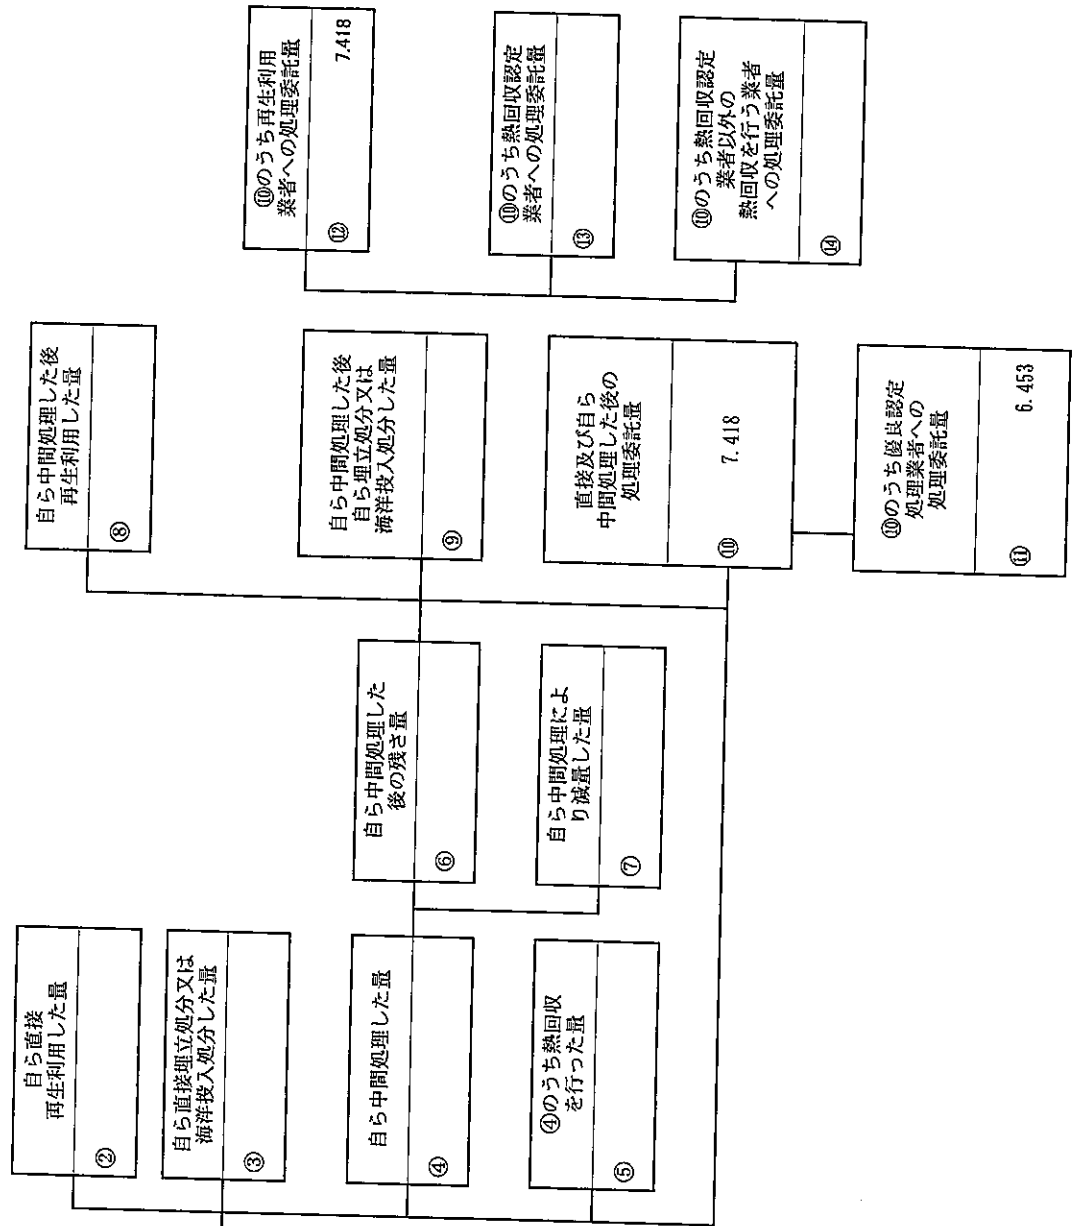 自ら直接
再生利用した量
②
自ら直接埋立処分又は
海洋投入処分した量
③
自ら中間処理した量
④
④のうち熱回収
を行った量
⑤
自ら中間処理した
後の残さ量
⑥
自ら中間処理によ
り減量した量
⑦
自ら中間処理した後
再生利用した量
⑧
自ら中間処理した後
自ら埋立処分又は
海洋投入処分した量
⑨
直接及び自ら
中間処理した後の
処理委託量
⑩ 7.418
⑩のうち優良認定
処理業者への
処理委託量
⑪ 6.453
⑩のうち再生利用
業者への処理委託量
⑫ 7.418
⑩のうち熱回収認定
業者への処理委託量
⑬
⑩のうち熱回収認定
業者以外の
熱回収を行う業者
への処理委託量
⑭